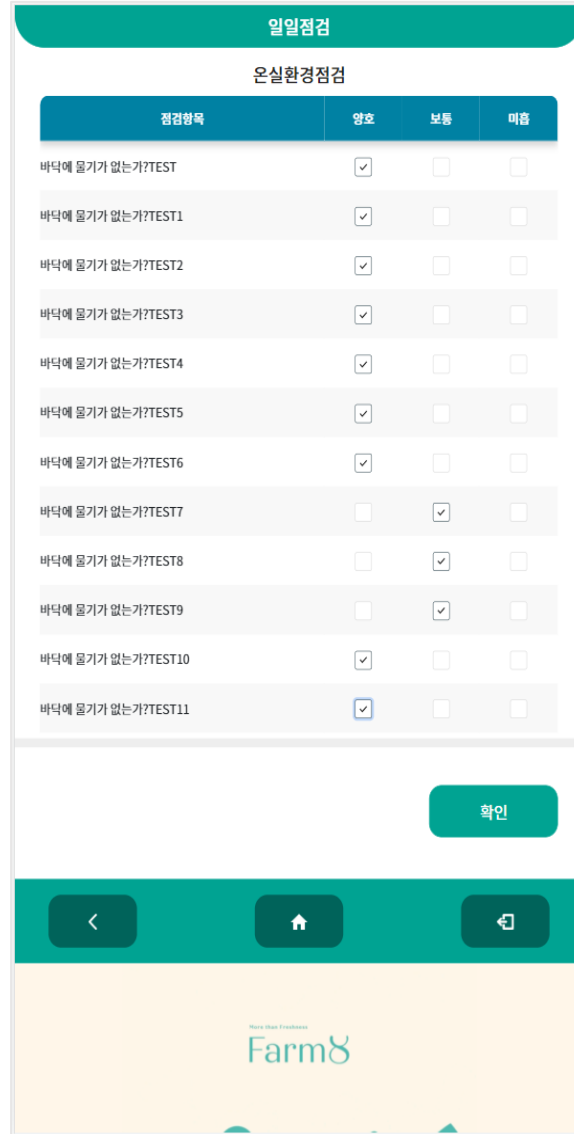 일일점검
온실환경점검
점검항목 양호 보통 미흡
바닥에 물기가 없는가?TEST
바닥에 물기가 없는가?TEST1
바닥에 물기가 없는가?TEST2
바닥에 물기가 없는가?TEST3
바닥에 물기가 없는가?TEST4
바닥에 물기가 없는가?TEST5
바닥에 물기가 없는가?TEST6
바닥에 물기가 없는가?TEST7
바닥에 물기가 없는가?TEST8
바닥에 물기가 없는가?TEST9
바닥에 물기가 없는가?TEST10
바닥에 물기가 없는가?TEST11
확인
More than Freshness
Farm8